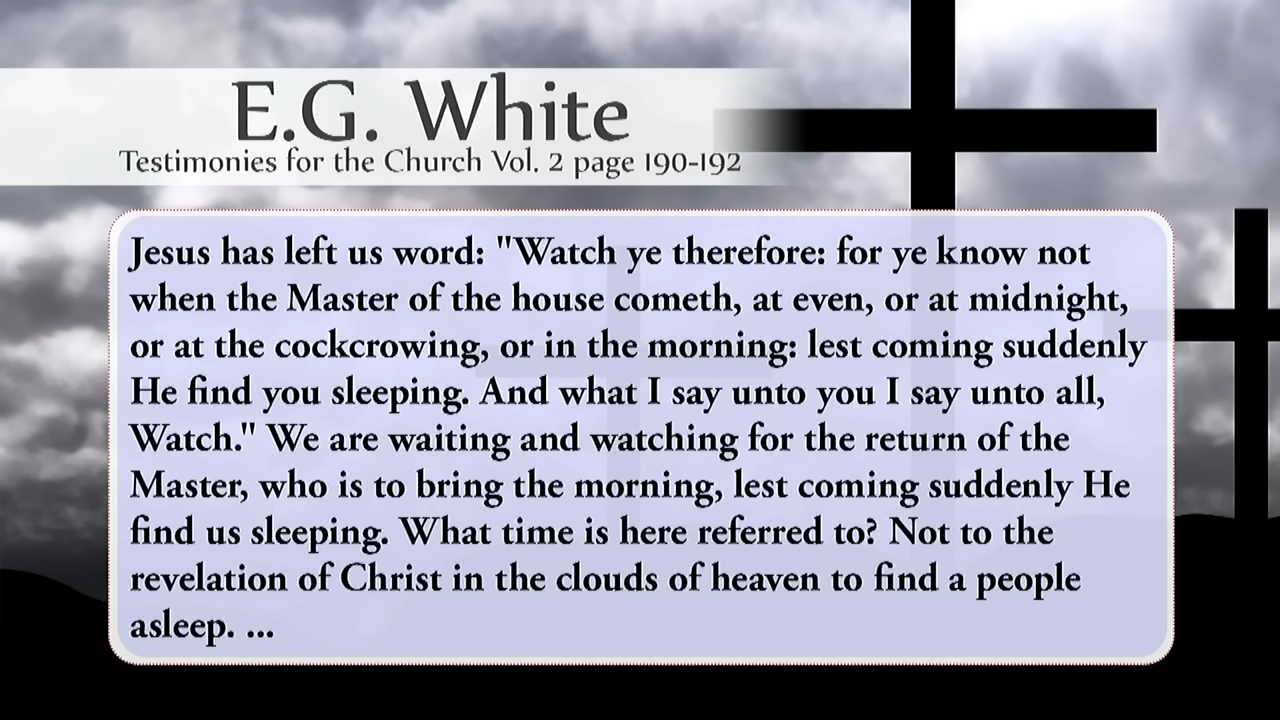 E.G. White
Testimonies for the Church Vol. 2 page 190-192
Jesus has left us word: "Watch ye therefore: for ye know not
when the Master of the house cometh, at even, or at midnight,
or at the cockcrowing, or in the morning: lest coming suddenly
He find you sleeping. And what I say unto you I say unto all,
Watch." We are waiting and watching for the return of the
Master, who is to bring the morning, lest coming suddenly He
find us sleeping. What time is here referred to? Not to the
revelation of Christ in the clouds of heaven to find a people
asleep. ...